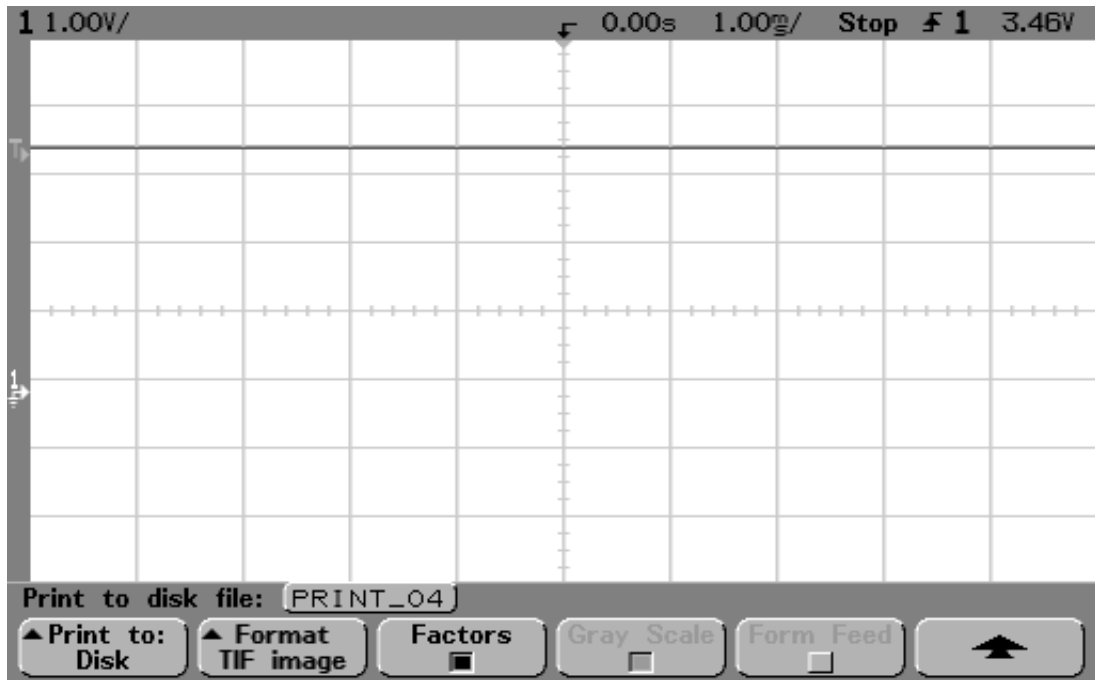 1 1.00V/ 0.00s 1.00ms/ Stop 1 3.46V
T
1
Print to disk file: PRINT_04
Print to: Disk
Format TIF image
Factors
Gray Scale
Form Feed